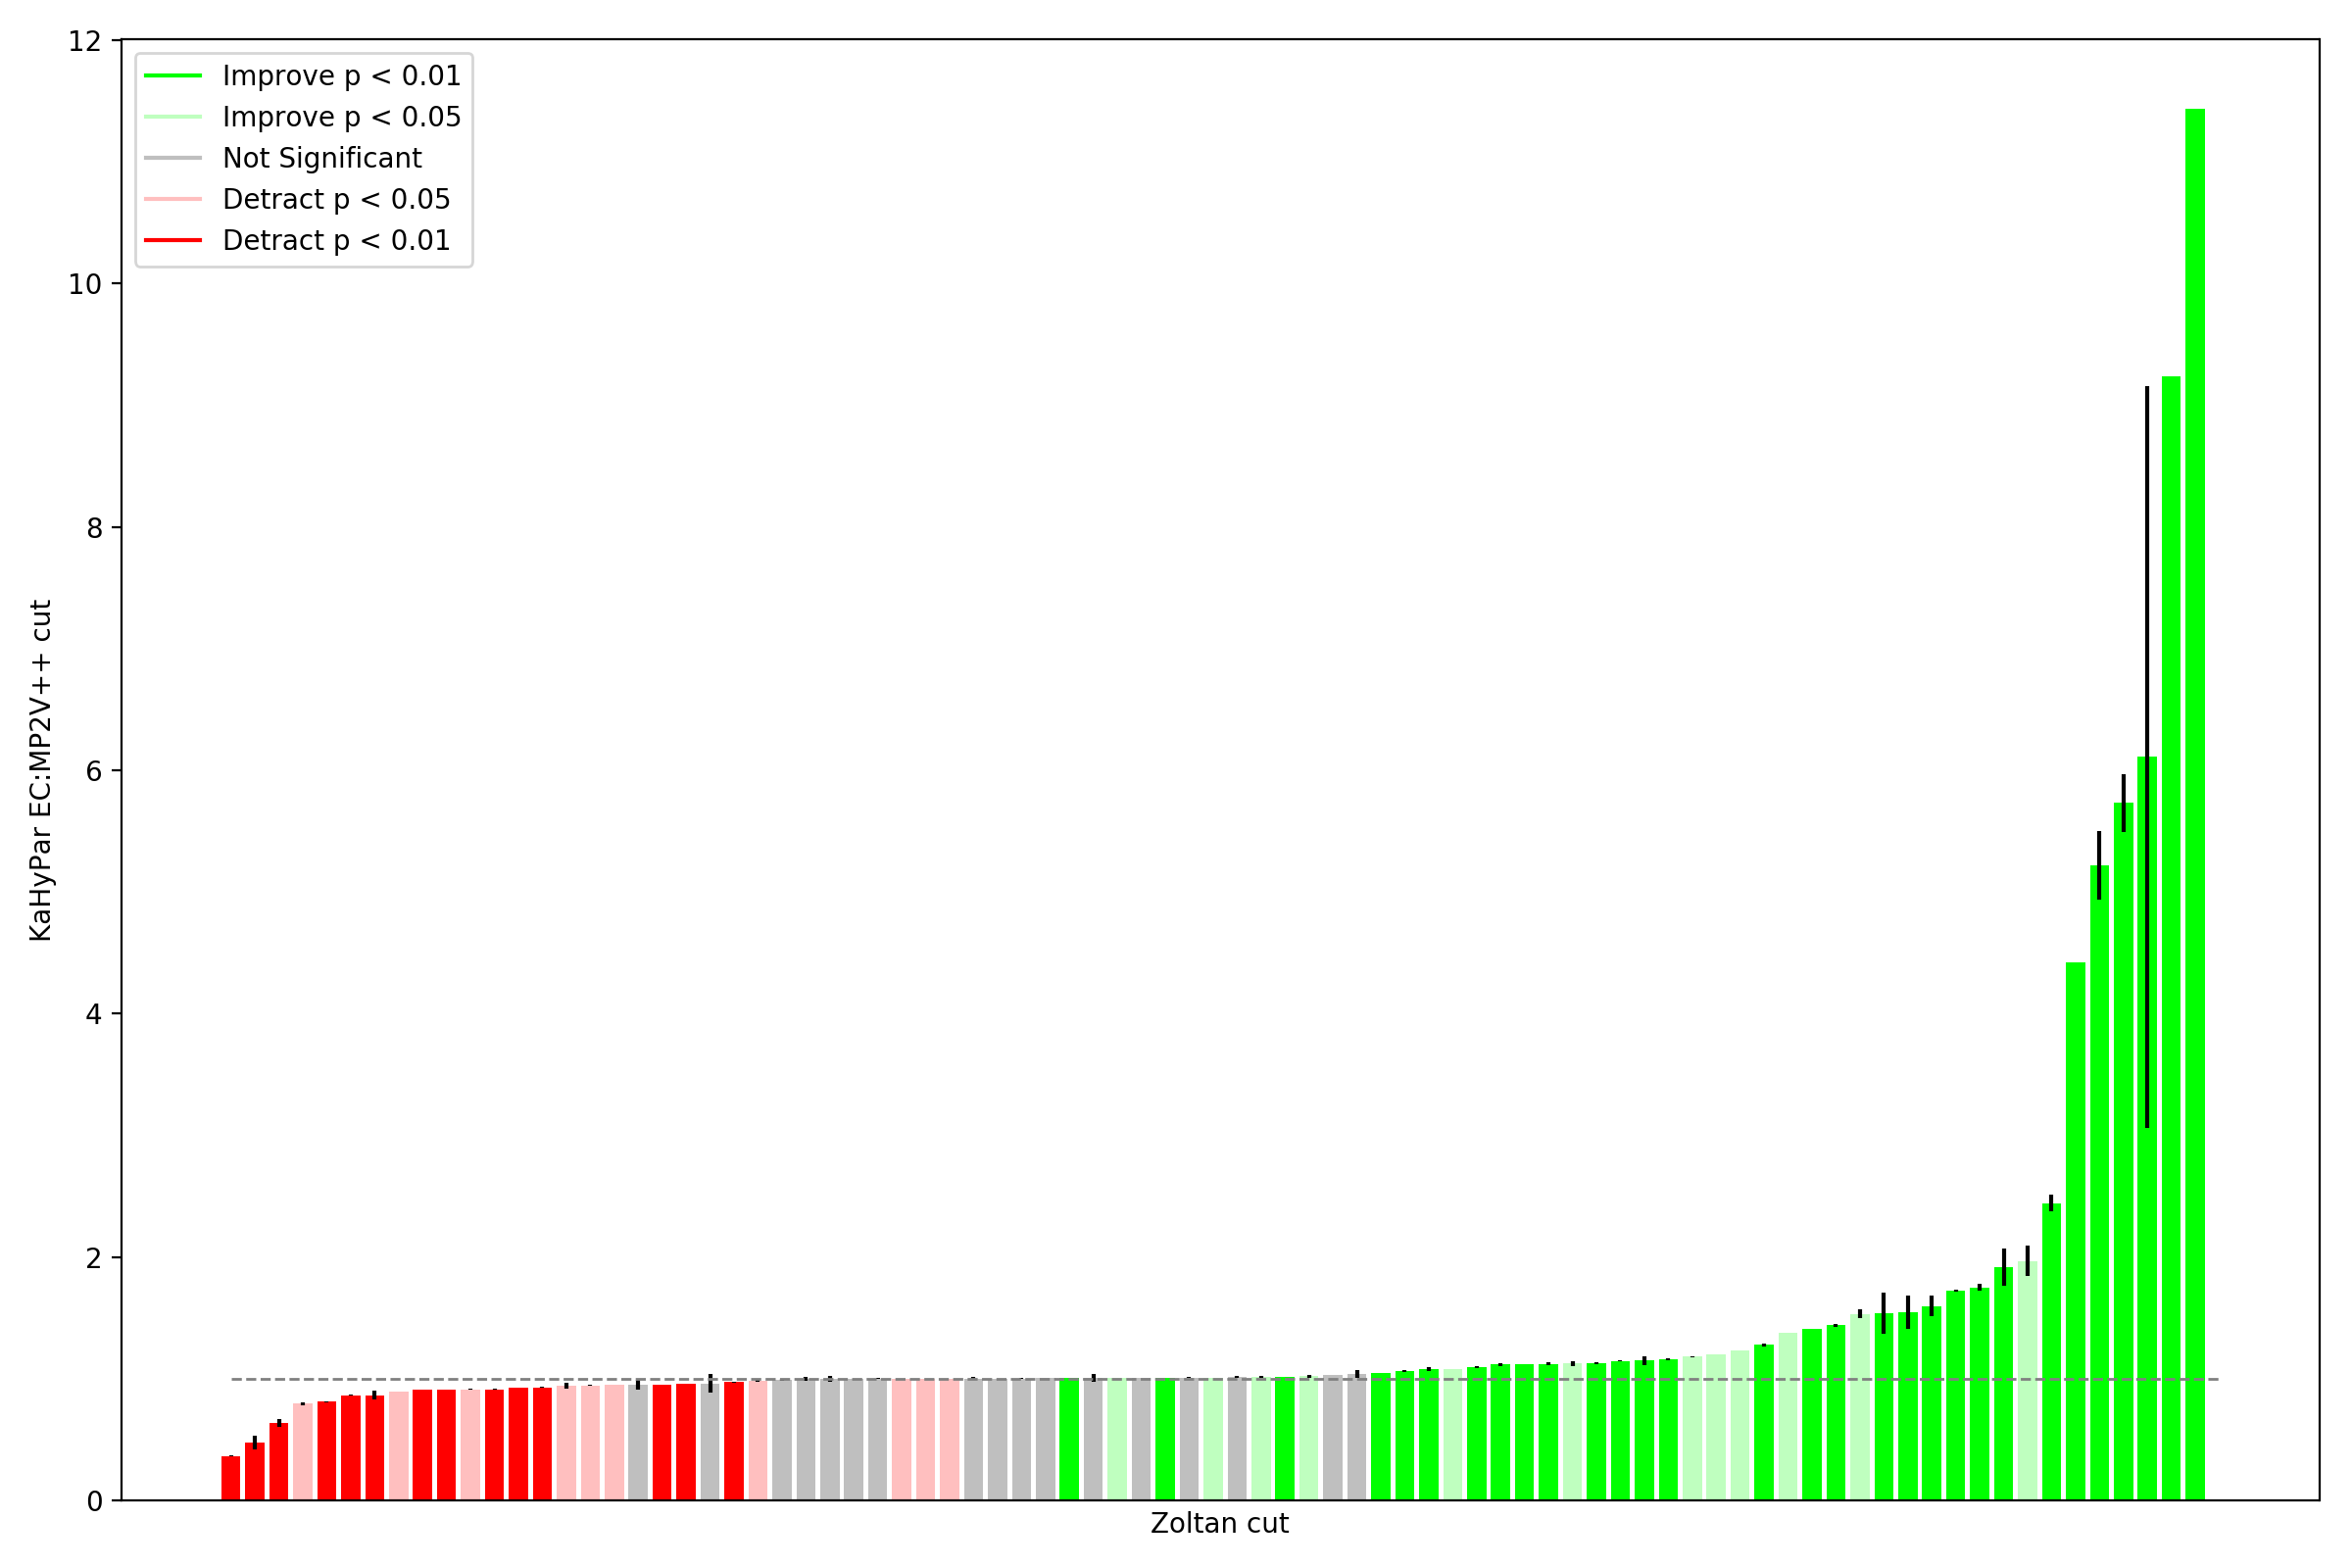 12
10
8
6
4
2
0
KaHyPar EC:MP2V++ cut
Improve p < 0.01
Improve p < 0.05
Not Significant
Detract p < 0.05
Detract p < 0.01
Zoltan cut